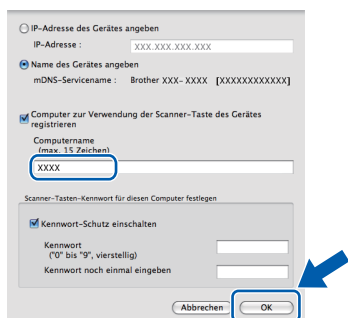 IP-Adresse des Gerätes angeben
IP-Adresse : XXX.XXX.XXX.XXX
Name des Gerätes angeben
mDNS-Servicename : Brother XXX-XXXX [XXXXXXXXXXXX]
Computer zur Verwendung der Scanner-Taste des Gerätes
registrieren
Computername
(max. 15 Zeichen)
XXXX
Scanner-Tasten-Kennwort für diesen Computer festlegen
Kennwort-Schutz einschalten
Kennwort
("0" bis "9", vierstellig)
Kennwort noch einmal eingeben
Abbrechen OK